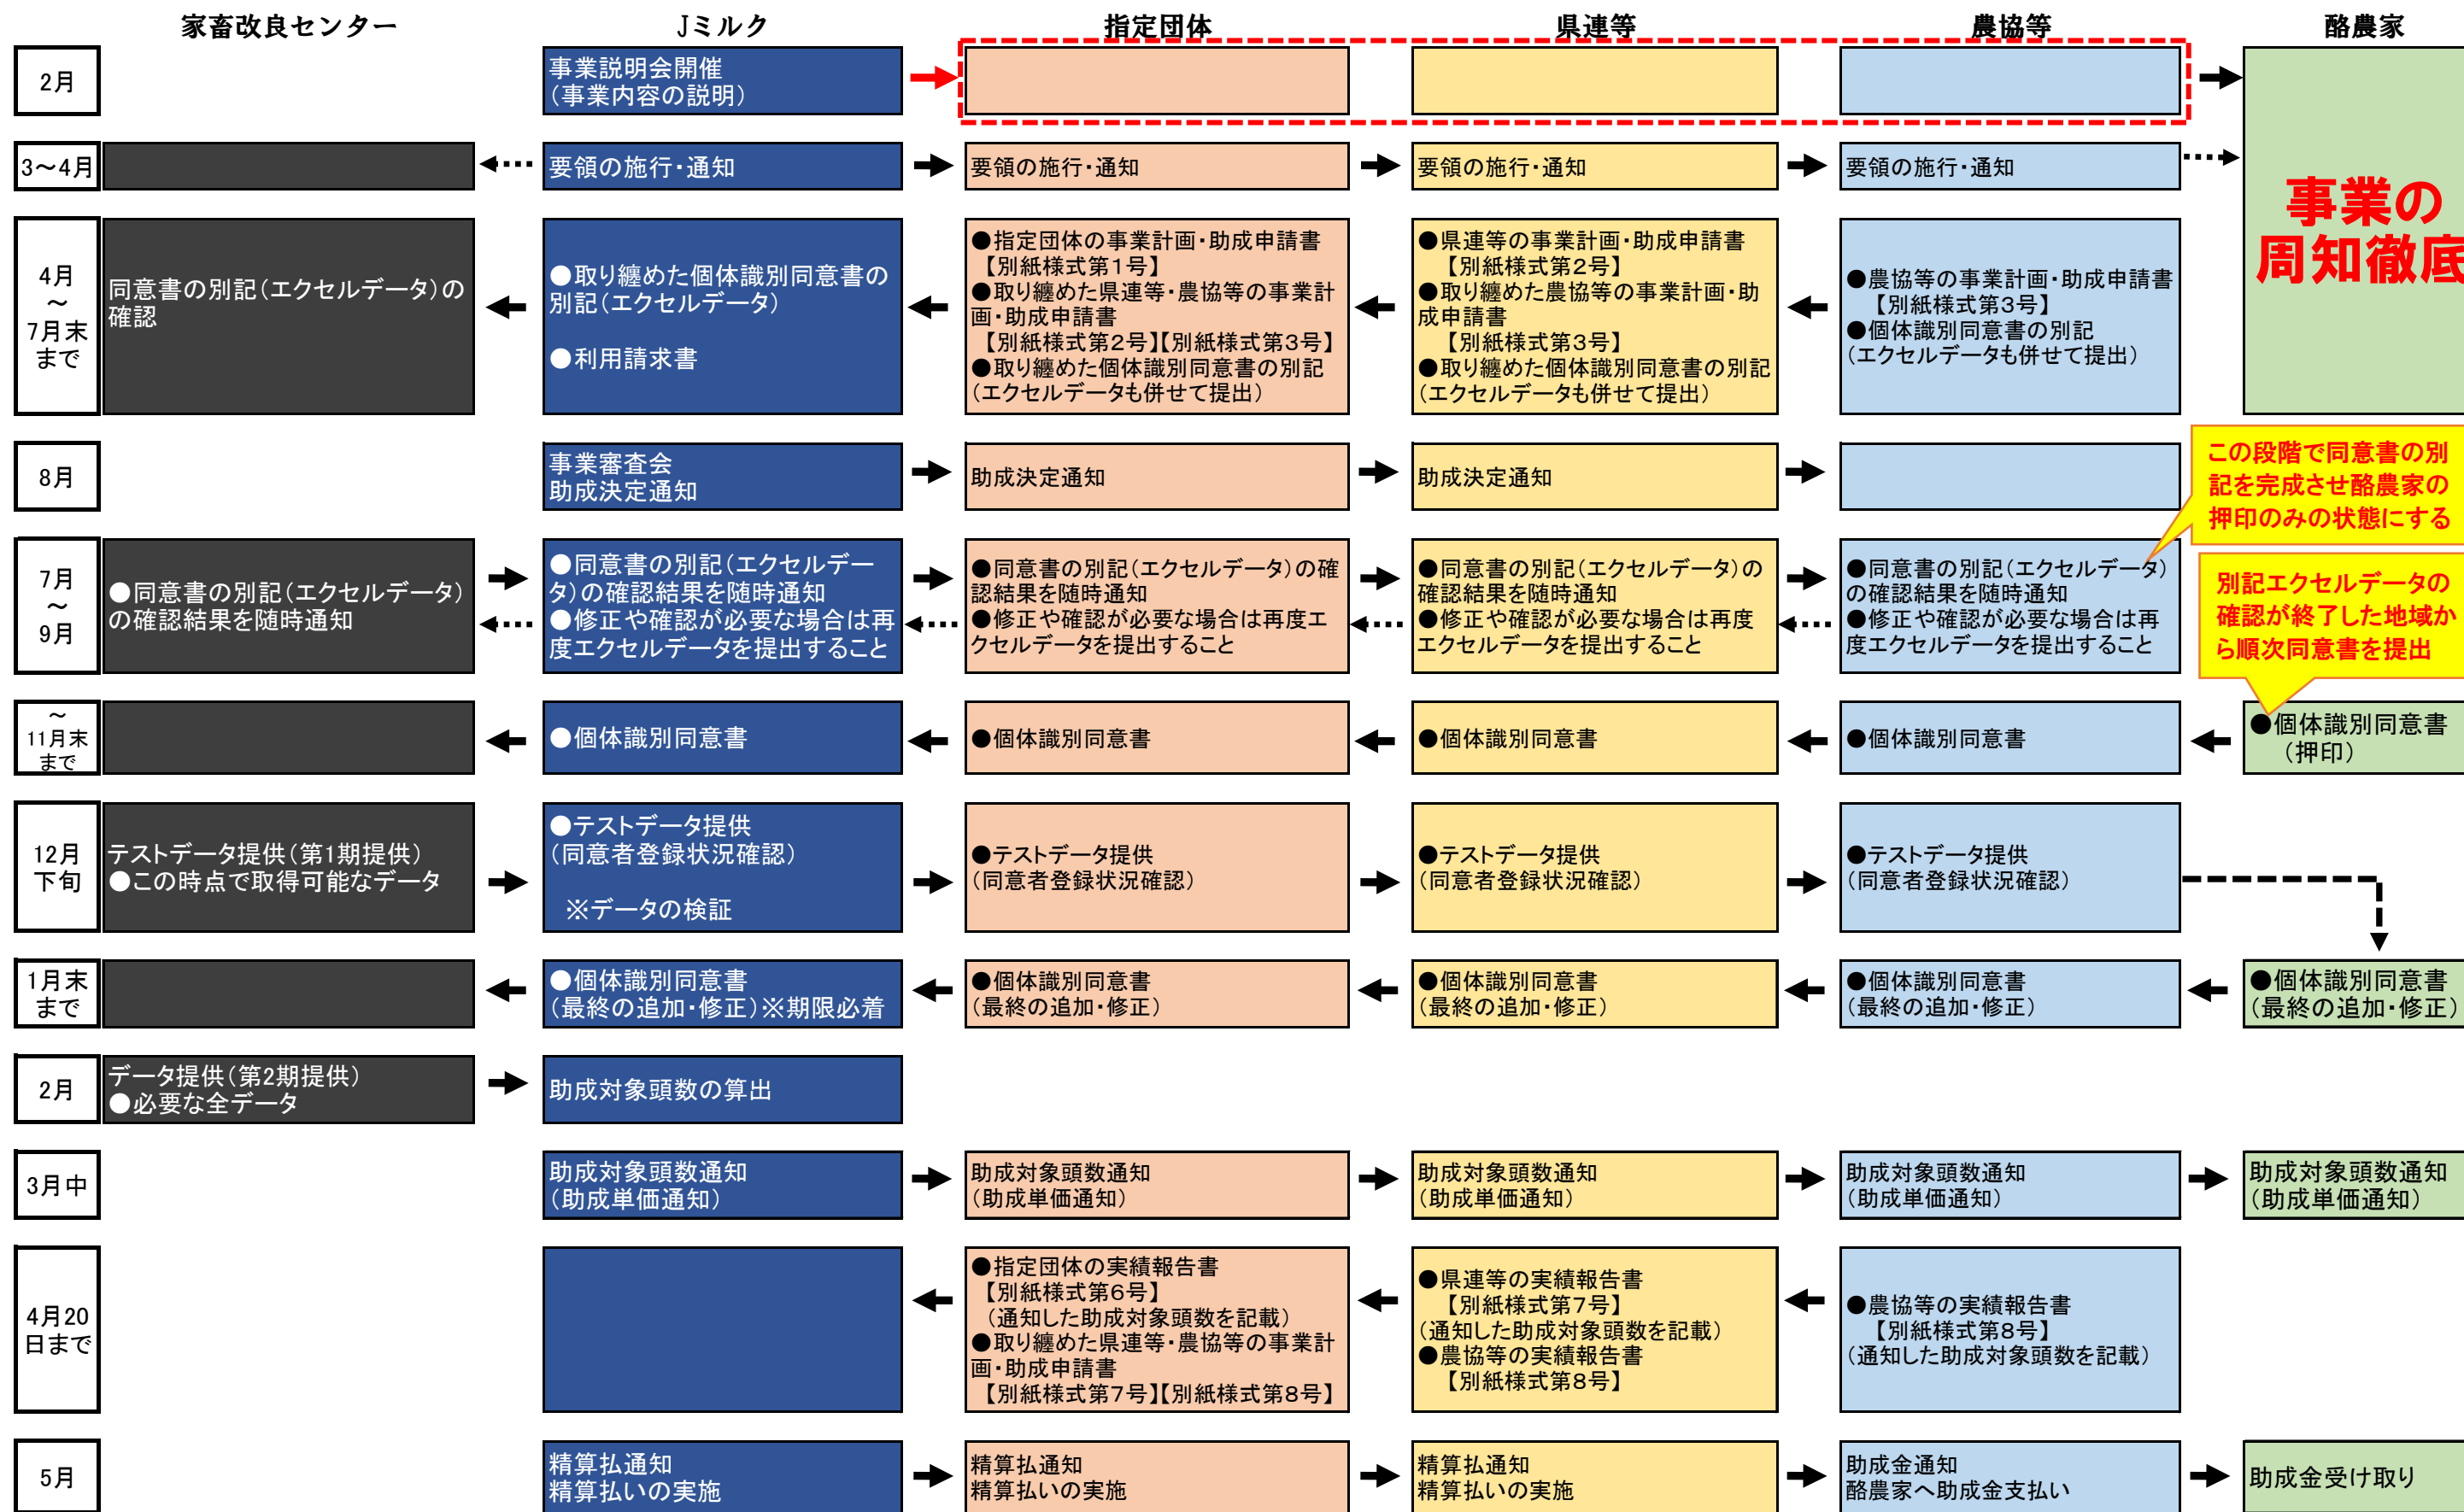 家畜改良センター
Jミルク
指定団体
県連等
農協等
酪農家
2月
事業説明会開催
（事業内容の説明）
事業の
周知徹底
3～4月
要領の施行・通知
要領の施行・通知
要領の施行・通知
要領の施行・通知
4月
～
7月末
まで
同意書の別記（エクセルデータ）の
確認
●取り纏めた個体識別同意書の
別記（エクセルデータ）
●利用請求書
●指定団体の事業計画・助成申請書
【別紙様式第1号】
●取り纏めた県連等・農協等の事業計
画・助成申請書
【別紙様式第2号】【別紙様式第3号】
●取り纏めた個体識別同意書の別記
（エクセルデータも併せて提出）
●県連等の事業計画・助成申請書
【別紙様式第2号】
●取り纏めた農協等の事業計画・助
成申請書
【別紙様式第3号】
●取り纏めた個体識別同意書の別記
（エクセルデータも併せて提出）
●農協等の事業計画・助成申請書
【別紙様式第3号】
●個体識別同意書の別記
（エクセルデータも併せて提出）
8月
事業審査会
助成決定通知
助成決定通知
助成決定通知
この段階で同意書の別
記を完成させ酪農家の
押印のみの状態にする
7月
～
9月
●同意書の別記（エクセルデータ）
の確認結果を随時通知
●同意書の別記（エクセルデー
タ）の確認結果を随時通知
●修正や確認が必要な場合は再
度エクセルデータを提出すること
●同意書の別記（エクセルデータ）の確
認結果を随時通知
●修正や確認が必要な場合は再度エ
クセルデータを提出すること
●同意書の別記（エクセルデータ）の
確認結果を随時通知
●修正や確認が必要な場合は再度
エクセルデータを提出すること
●同意書の別記（エクセルデータ）
の確認結果を随時通知
●修正や確認が必要な場合は再
度エクセルデータを提出すること
別記エクセルデータの
確認が終了した地域か
ら順次同意書を提出
～
11月末
まで
●個体識別同意書
●個体識別同意書
●個体識別同意書
●個体識別同意書
●個体識別同意書
（押印）
12月
下旬
テストデータ提供（第1期提供）
●この時点で取得可能なデータ
●テストデータ提供
（同意者登録状況確認）
※データの検証
●テストデータ提供
（同意者登録状況確認）
●テストデータ提供
（同意者登録状況確認）
●テストデータ提供
（同意者登録状況確認）
1月末
まで
●個体識別同意書
（最終の追加・修正）※期限必着
●個体識別同意書
（最終の追加・修正）
●個体識別同意書
（最終の追加・修正）
●個体識別同意書
（最終の追加・修正）
●個体識別同意書
（最終の追加・修正）
2月
データ提供（第2期提供）
●必要な全データ
助成対象頭数の算出
3月中
助成対象頭数通知
（助成単価通知）
助成対象頭数通知
（助成単価通知）
助成対象頭数通知
（助成単価通知）
助成対象頭数通知
（助成単価通知）
助成対象頭数通知
（助成単価通知）
4月20
日まで
●指定団体の実績報告書
【別紙様式第6号】
（通知した助成対象頭数を記載）
●取り纏めた県連等・農協等の事業計
画・助成申請書
【別紙様式第7号】【別紙様式第8号】
●県連等の実績報告書
【別紙様式第7号】
（通知した助成対象頭数を記載）
●農協等の実績報告書
【別紙様式第8号】
●農協等の実績報告書
【別紙様式第8号】
（通知した助成対象頭数を記載）
5月
精算払通知
精算払いの実施
精算払通知
精算払いの実施
精算払通知
精算払いの実施
助成金通知
酪農家へ助成金支払い
助成金受け取り